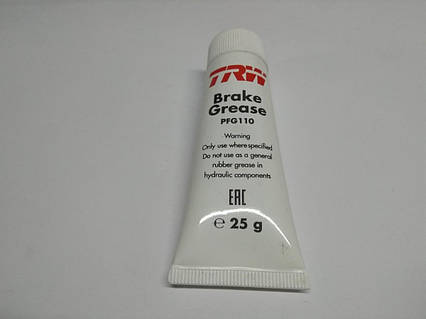 TRW
Brake
Grease
PFG110
Warning
Only use where specified
Do not use as a general
rubber grease in
hydraulic components
EAC
℮ 25 g